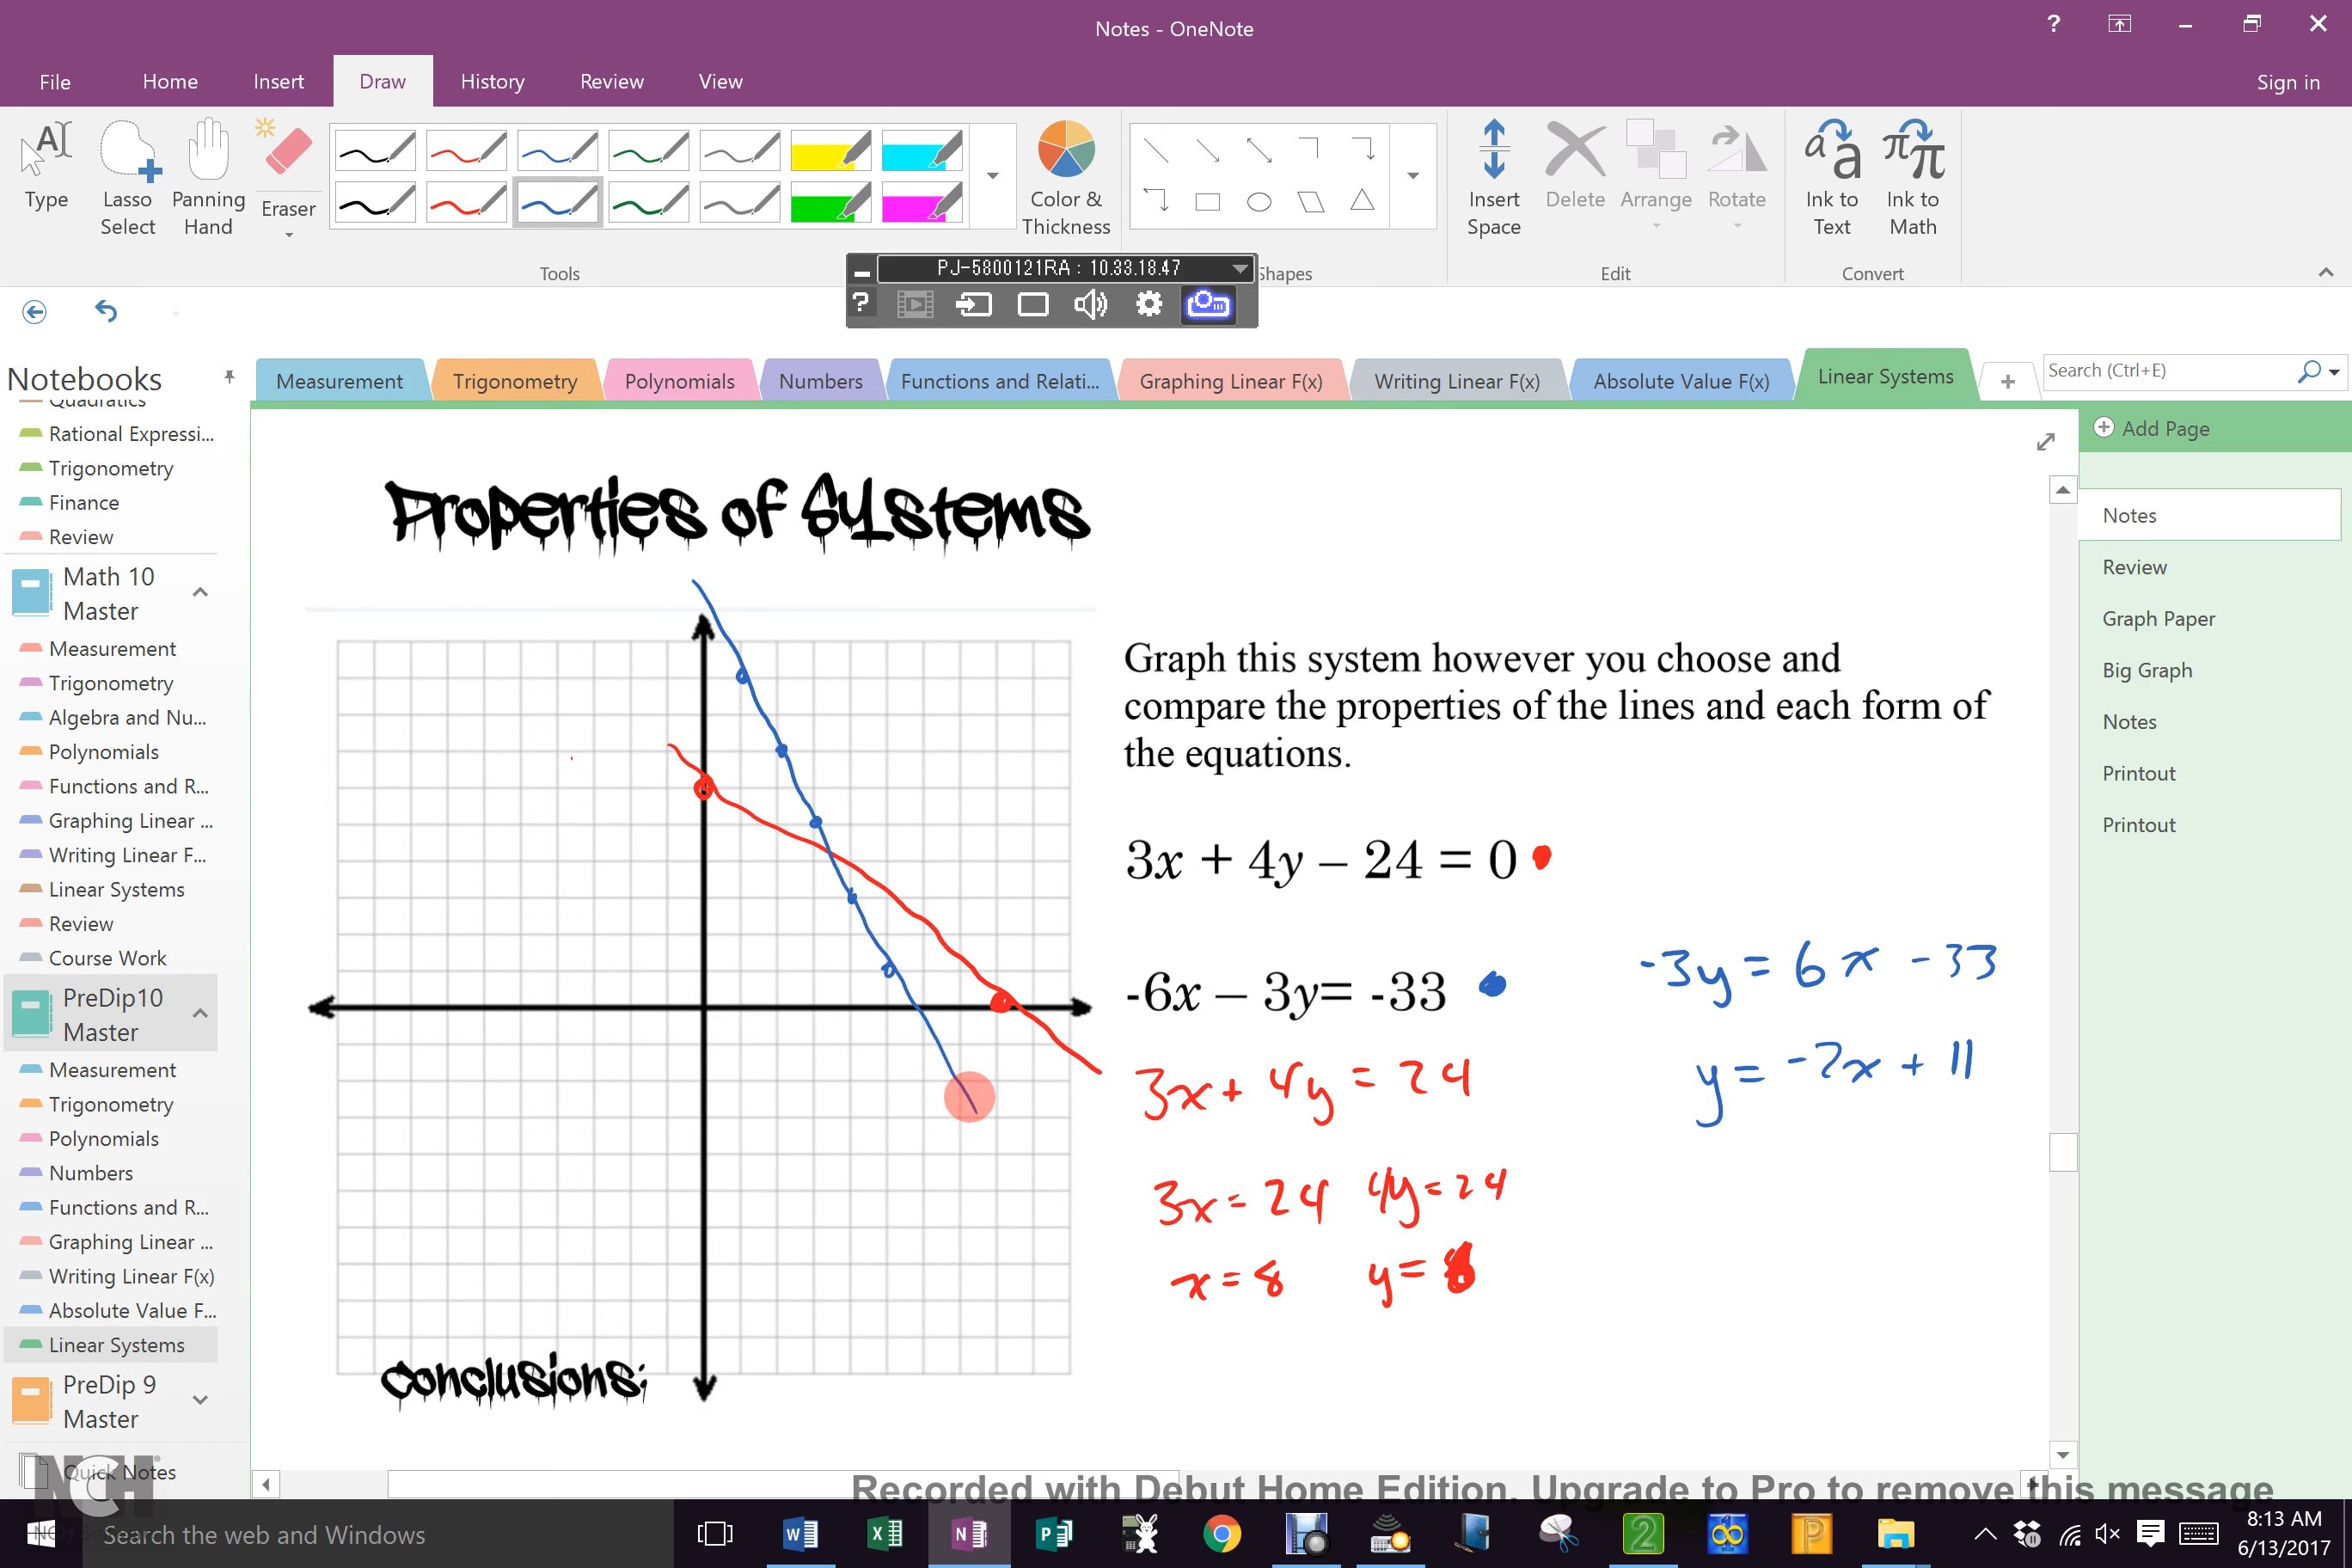 Notes - OneNote
?
File Home Insert Draw History Review View Sign in
Type
Lasso Select
Panning Hand
Eraser
Color & Thickness
Insert Space
Delete
Arrange
Rotate
Ink to Text
Ink to Math
Tools
Shapes
Edit
Convert
PJ-5800121RA : 10.33.18.47
?
Notebooks
Measurement
Trigonometry
Polynomials
Numbers
Functions and Relati...
Graphing Linear F(x)
Writing Linear F(x)
Absolute Value F(x)
Linear Systems
+
Search (Ctrl+E)
Quadratics
Rational Expressi...
Trigonometry
Finance
Review
Math 10
Master
Measurement
Trigonometry
Algebra and Nu...
Polynomials
Functions and R...
Graphing Linear ...
Writing Linear F...
Linear Systems
Review
Course Work
PreDip10
Master
Measurement
Trigonometry
Polynomials
Numbers
Functions and R...
Graphing Linear ...
Writing Linear F(x)
Absolute Value F...
Linear Systems
PreDip 9
Master
Quick Notes
Properties of Systems
Graph this system however you choose and
compare the properties of the lines and each form of
the equations.
3x + 4y – 24 = 0
-6x – 3y= -33
3x + 4y = 24
3x = 24 4y = 24
x = 8 y =
-3y = 6x - 33
y = -2x + 11
Conclusions:
Add Page
Notes
Review
Graph Paper
Big Graph
Notes
Printout
Printout
NCH
Recorded with Debut Home Edition. Upgrade to Pro to remove this message
Search the web and Windows
8:13 AM
6/13/2017